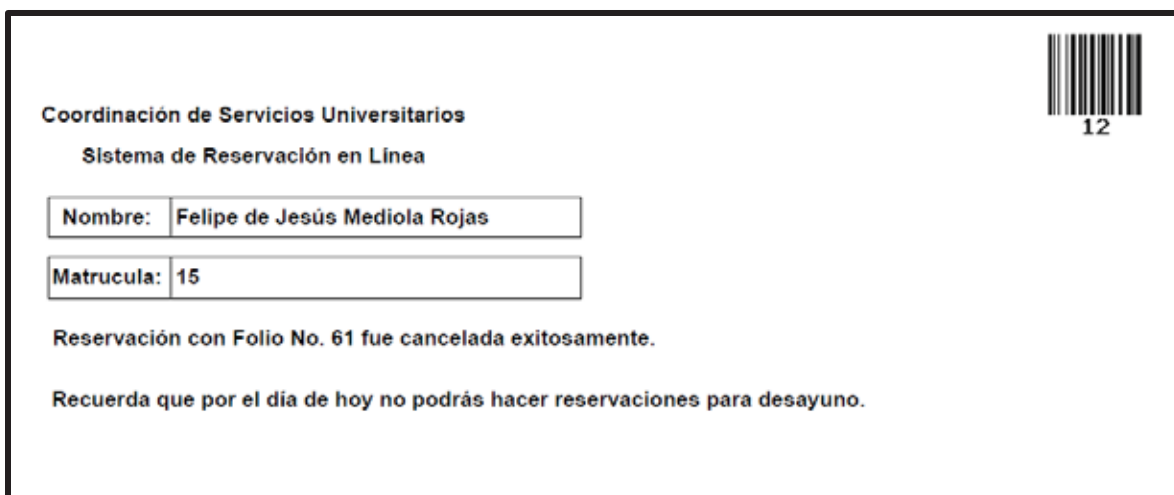 12
Coordinación de Servicios Universitarios
Sistema de Reservación en Línea
Nombre: Felipe de Jesús Mediola Rojas
Matrucula: 15
Reservación con Folio No. 61 fue cancelada exitosamente.
Recuerda que por el día de hoy no podrás hacer reservaciones para desayuno.